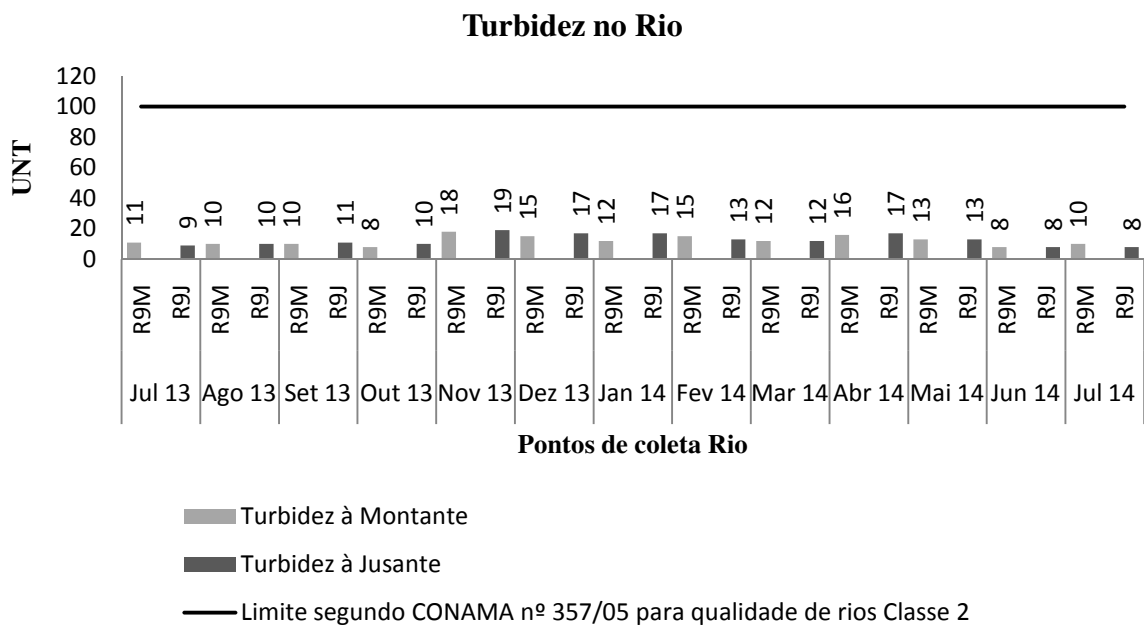 Turbidez no Rio
UNT
120
100
80
60
40
20
0
11 9 10 10 10 11 8 10 18 19 15 17 12 17 15 13 12 12 16 17 13 13 8 8 10 8
R9M R9J R9M R9J R9M R9J R9M R9J R9M R9J R9M R9J R9M R9J R9M R9J R9M R9J R9M R9J R9M R9J R9M R9J R9M R9J
Jul 13 Ago 13 Set 13 Out 13 Nov 13 Dez 13 Jan 14 Fev 14 Mar 14 Abr 14 Mai 14 Jun 14 Jul 14
Pontos de coleta Rio
Turbidez à Montante
Turbidez à Jusante
Limite segundo CONAMA nº 357/05 para qualidade de rios Classe 2